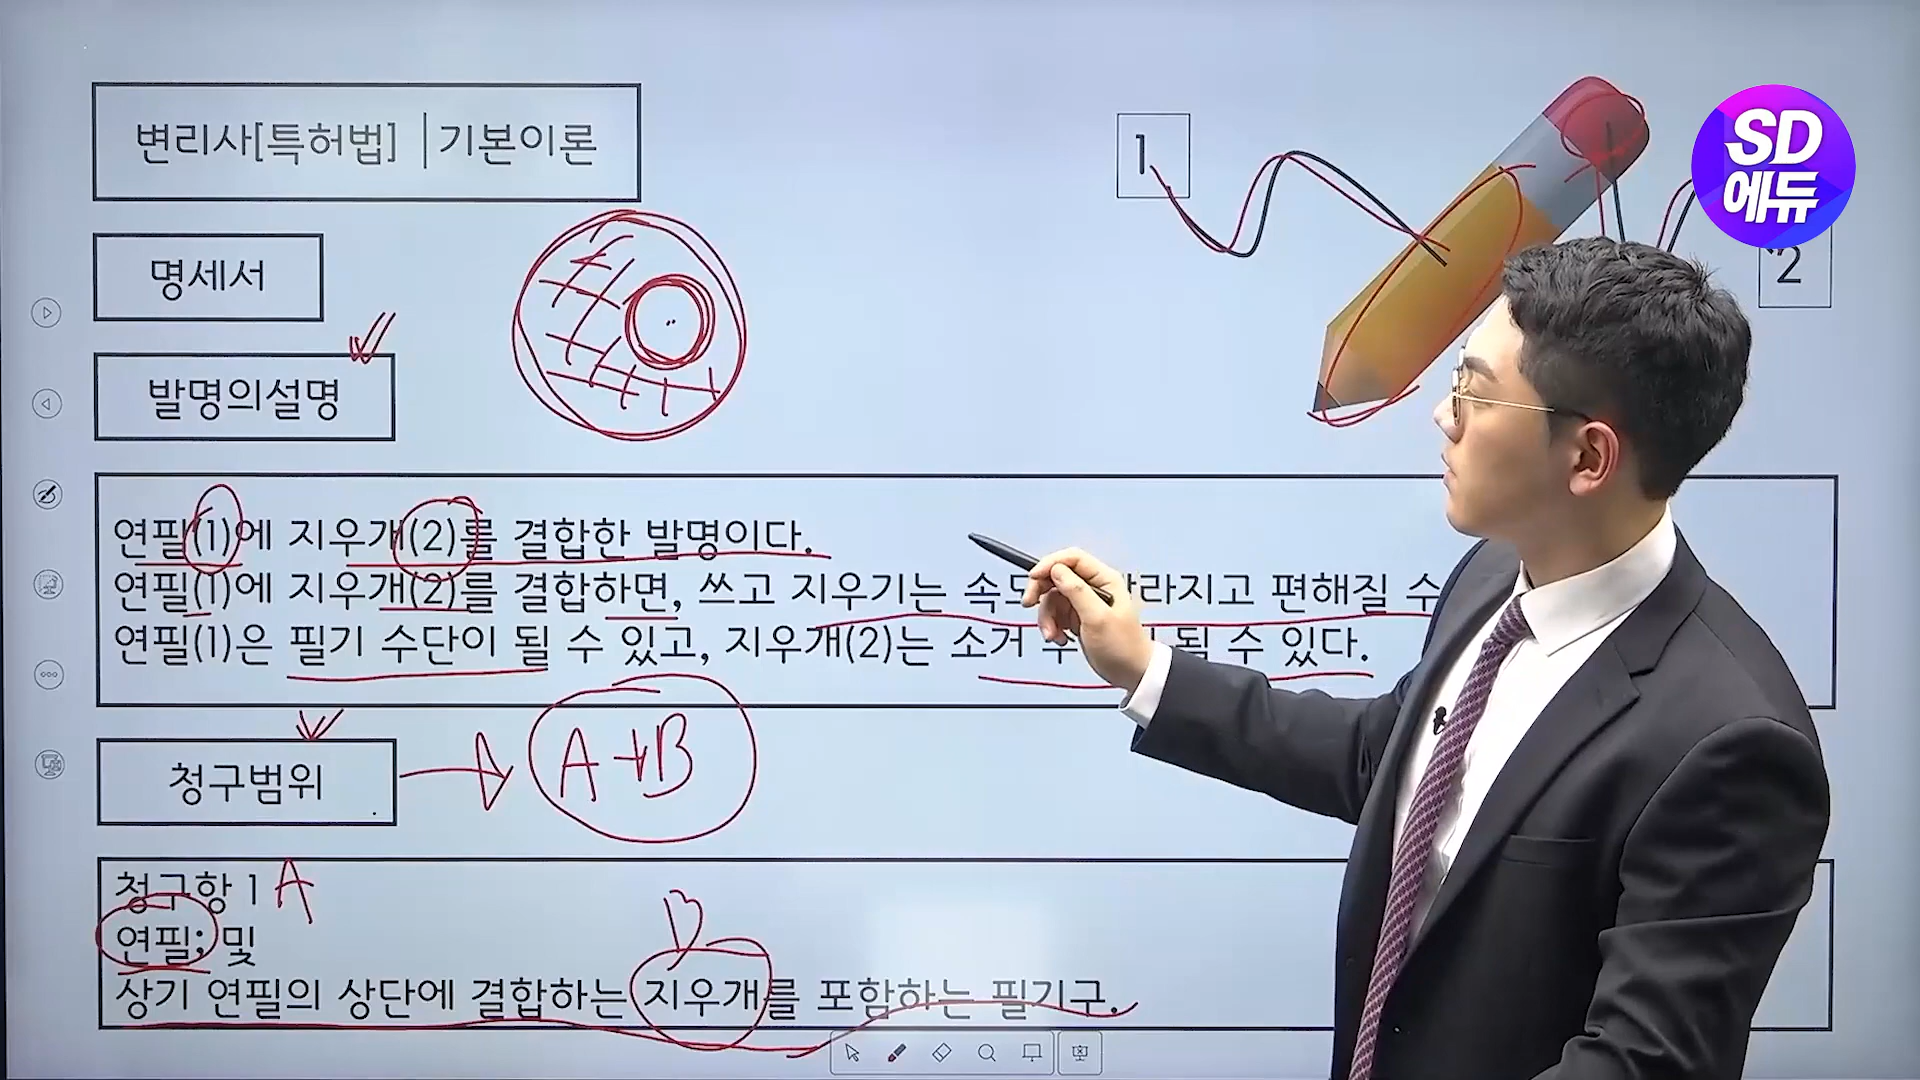 변리사[특허법] | 기본이론
SD
에듀
1
2
명세서
발명의설명
연필(1)에 지우개(2)를 결합한 발명이다.
연필(1)에 지우개(2)를 결합하면, 쓰고 지우기는 편해질 수
연필(1)은 필기 수단이 될 수 있고, 지우개(2)는 소거 될 수 있다.
청구범위
A+B
청구항 1 A
연필; 및
B
상기 연필의 상단에 결합하는 지우개를 포함하는 필기구.